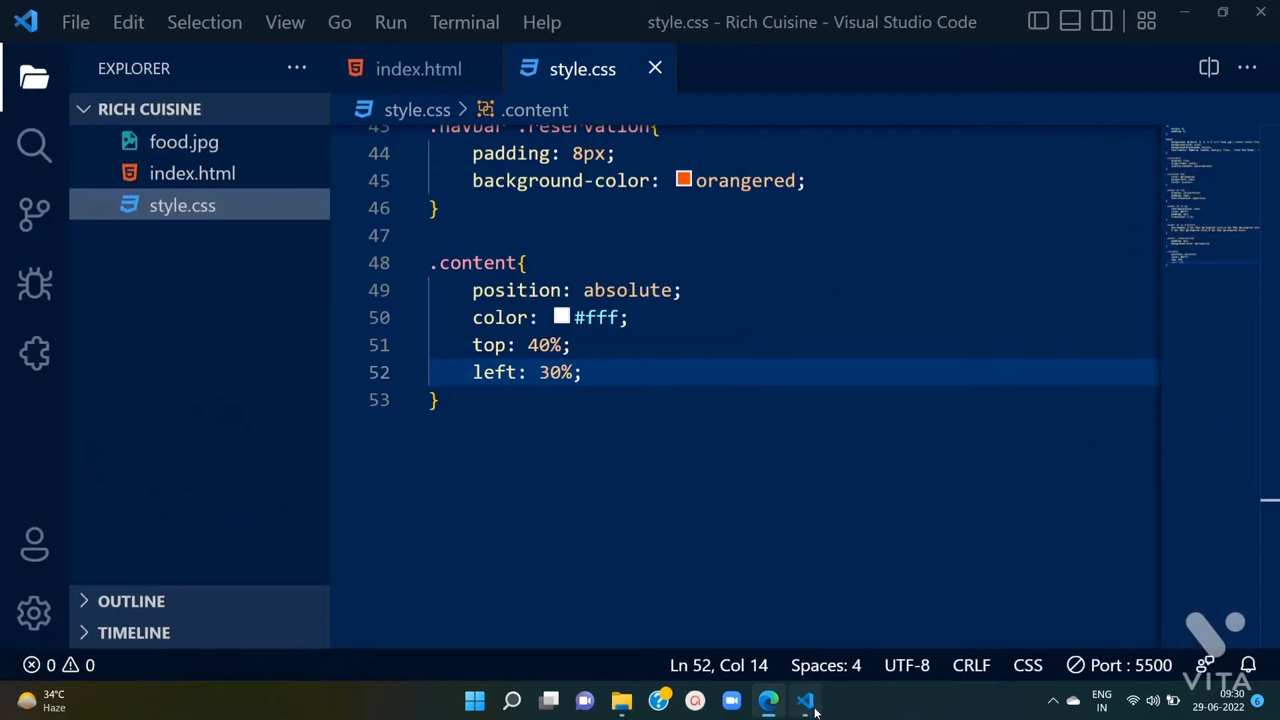 File Edit Selection View Go Run Terminal Help style.css - Rich Cuisine - Visual Studio Code
EXPLORER
index.html
style.css
RICH CUISINE
style.css > .content
food.jpg
index.html
style.css
43 .navbar .reservation{
44 padding: 8px;
45 background-color: orangered;
46 }
47
48 .content{
49 position: absolute;
50 color: #fff;
51 top: 40%;
52 left: 30%;
53 }
OUTLINE
TIMELINE
0 0 Ln 52, Col 14 Spaces: 4 UTF-8 CRLF CSS Port : 5500
VITA
34°C
Haze
ENG
IN
09:30
29-06-2022
6